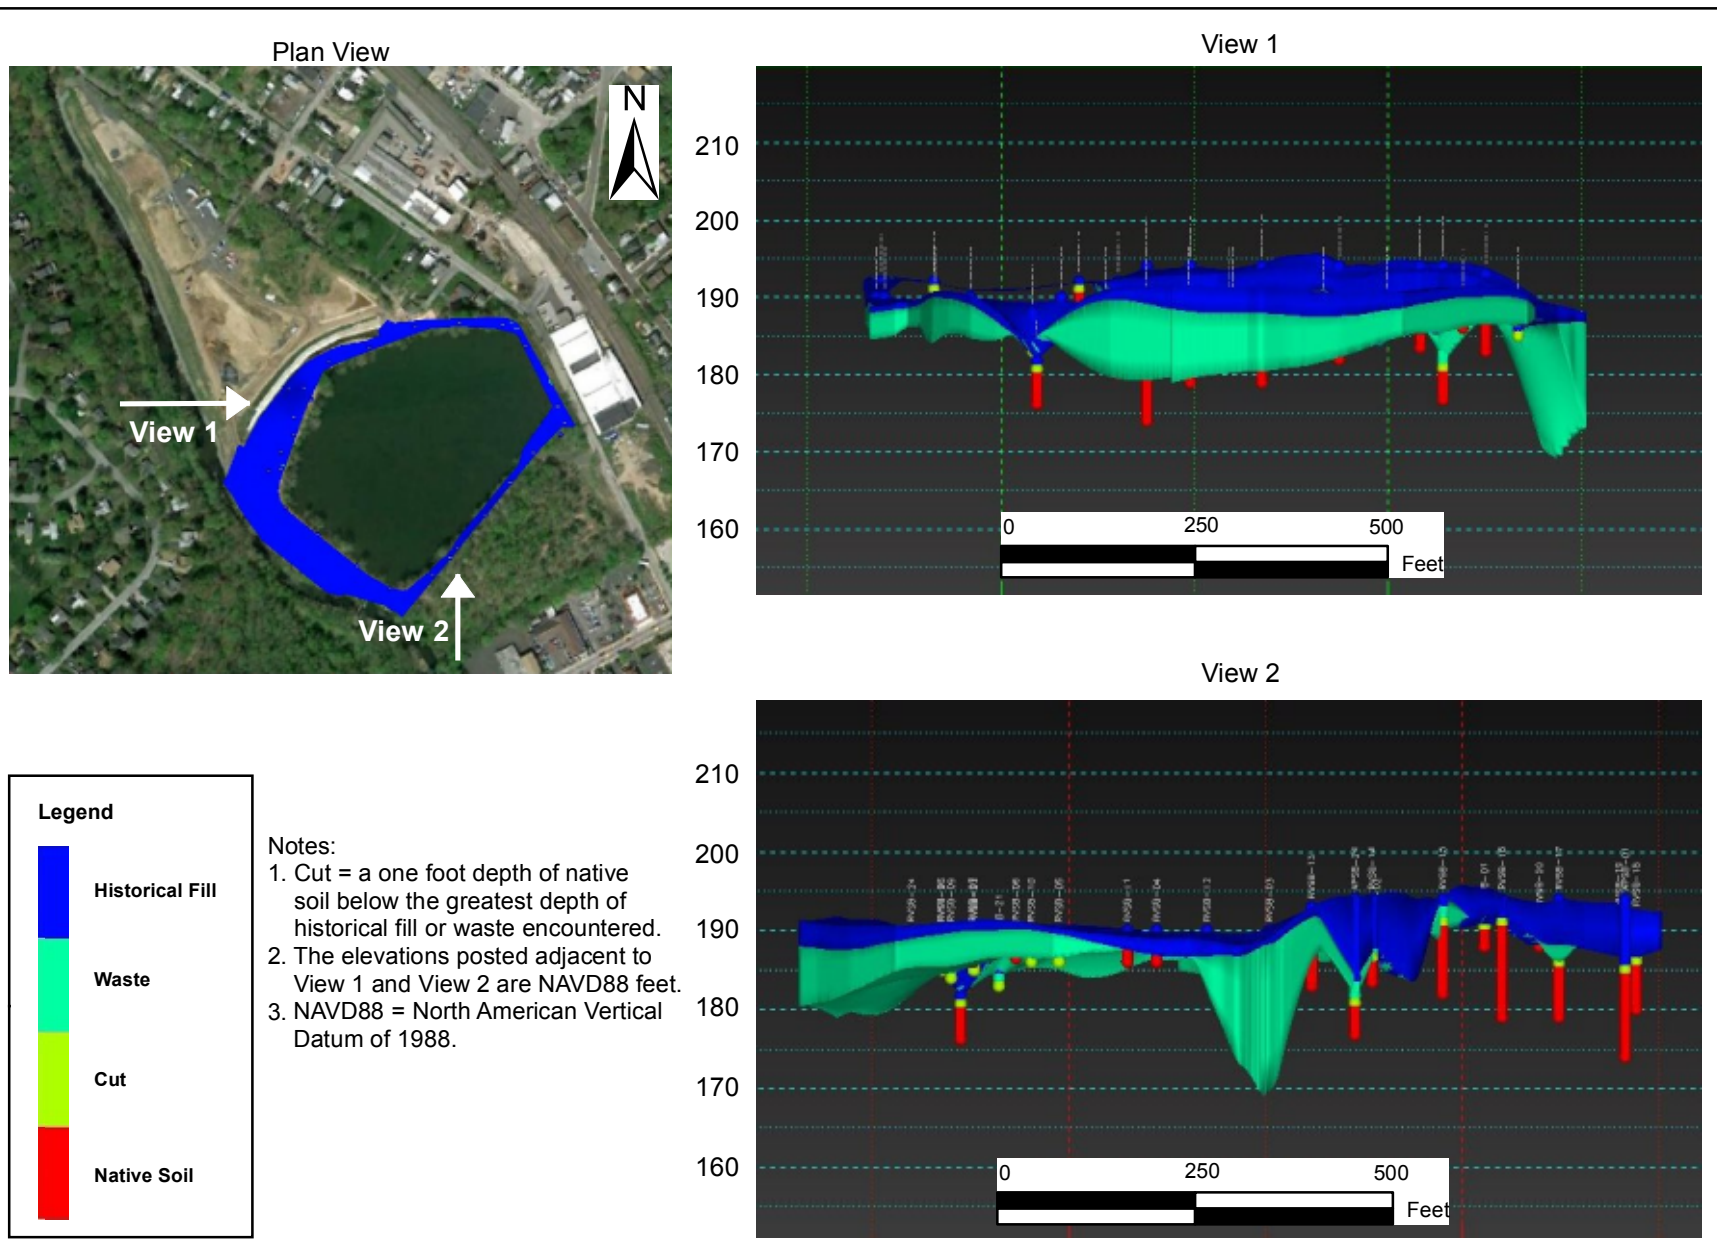 Plan View
N
View 1
View 2
View 1
210
200
190
180
170
160
0 250 500
Feet
View 2
210
200
190
180
170
160
0 250 500
Feet
Legend
Historical Fill
Waste
Cut
Native Soil
Notes:
1. Cut = a one foot depth of native
soil below the greatest depth of
historical fill or waste encountered.
2. The elevations posted adjacent to
View 1 and View 2 are NAVD88 feet.
3. NAVD88 = North American Vertical
Datum of 1988.